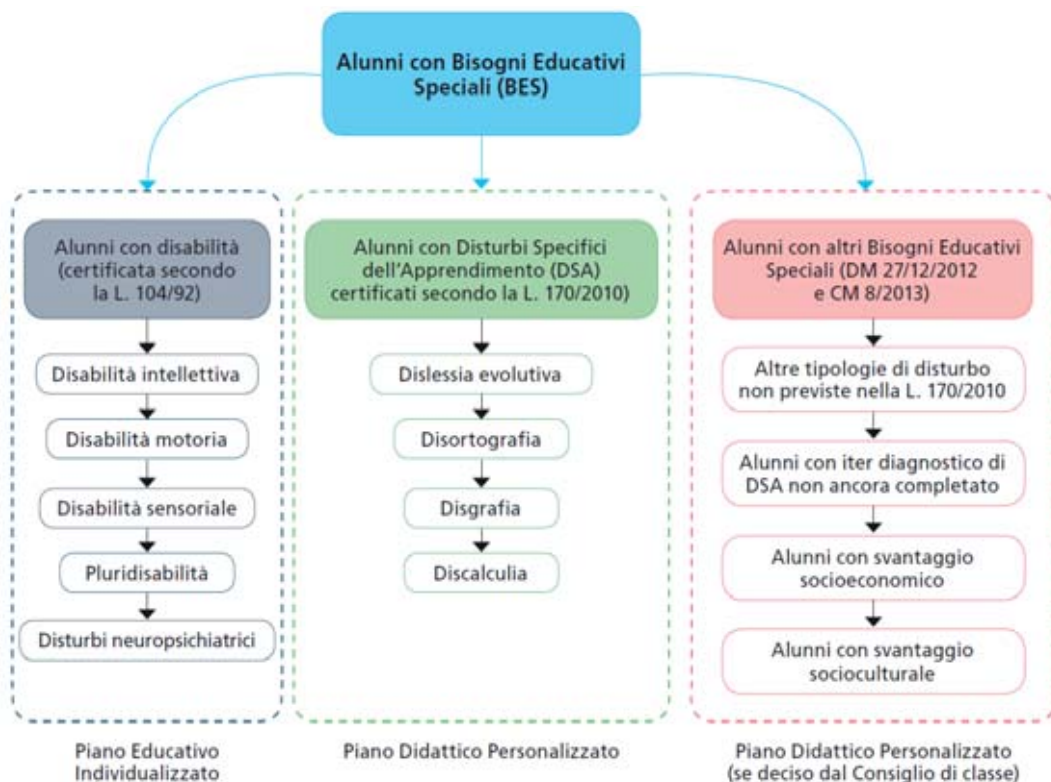 Alunni con Bisogni Educativi
Speciali (BES)
Alunni con disabilità
(certificata secondo
la L. 104/92)
Disabilità intellettiva
Disabilità motoria
Disabilità sensoriale
Pluridisabilità
Disturbi neuropsichiatrici
Piano Educativo
Individualizzato
Alunni con Disturbi Specifici
dell'Apprendimento (DSA)
certificati secondo la L. 170/2010)
Dislessia evolutiva
Disortografia
Disgrafia
Discalculia
Piano Didattico Personalizzato
Alunni con altri Bisogni Educativi
Speciali (DM 27/12/2012
e CM 8/2013)
Altre tipologie di disturbo
non previste nella L. 170/2010
Alunni con iter diagnostico di
DSA non ancora completato
Alunni con svantaggio
socioeconomico
Alunni con svantaggio
socioculturale
Piano Didattico Personalizzato
(se deciso dal Consiglio di classe)